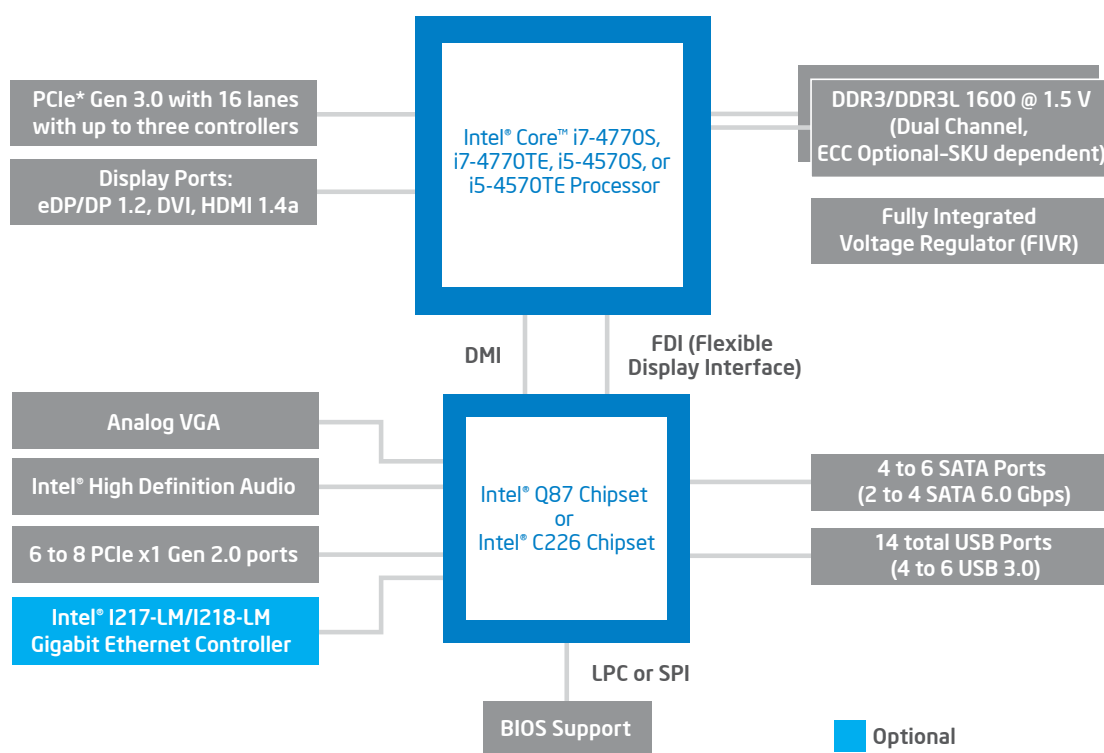 PCIe* Gen 3.0 with 16 lanes
with up to three controllers
Display Ports:
eDP/DP 1.2, DVI, HDMI 1.4a
Intel® Core™ i7-4770S,
i7-4770TE, i5-4570S, or
i5-4570TE Processor
DDR3/DDR3L 1600 @ 1.5 V
(Dual Channel,
ECC Optional–SKU dependent)
Fully Integrated
Voltage Regulator (FIVR)
DMI
FDI (Flexible
Display Interface)
Analog VGA
Intel® High Definition Audio
6 to 8 PCIe x1 Gen 2.0 ports
Intel® I217-LM/I218-LM
Gigabit Ethernet Controller
Intel® Q87 Chipset
or
Intel® C226 Chipset
4 to 6 SATA Ports
(2 to 4 SATA 6.0 Gbps)
14 total USB Ports
(4 to 6 USB 3.0)
LPC or SPI
BIOS Support
Optional